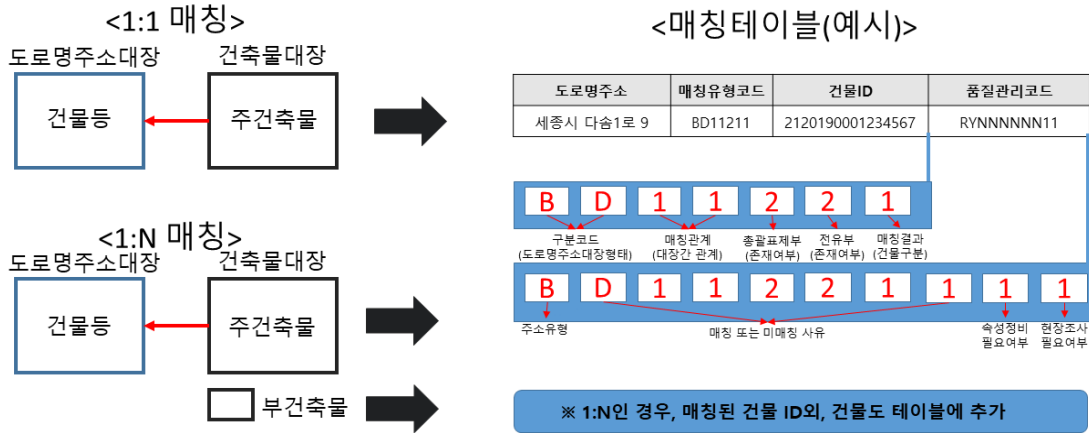 <1:1 매칭>
도로명주소대장 건축물대장
건물등 주건축물
<1:N 매칭>
도로명주소대장 건축물대장
건물등 주건축물
부건축물
<매칭테이블(예시)>
도로명주소 매칭유형코드 건물ID 품질관리코드
세종시 다솜1로 9 BD11211 2120190001234567 RYNNNNNN11
B D 1 1 2 2 1
구분코드 매칭관계 총괄표제부 전유부 매칭결과
(도로명주소대장형태) (대장간 관계) (존재여부) (존재여부) (건물구분)
B D 1 1 2 2 1 1 1 1
주소유형 매칭 또는 미매칭 사유 속성정비 현장조사
필요여부 필요여부
※ 1:N인 경우, 매칭된 건물 ID외, 건물도 테이블에 추가